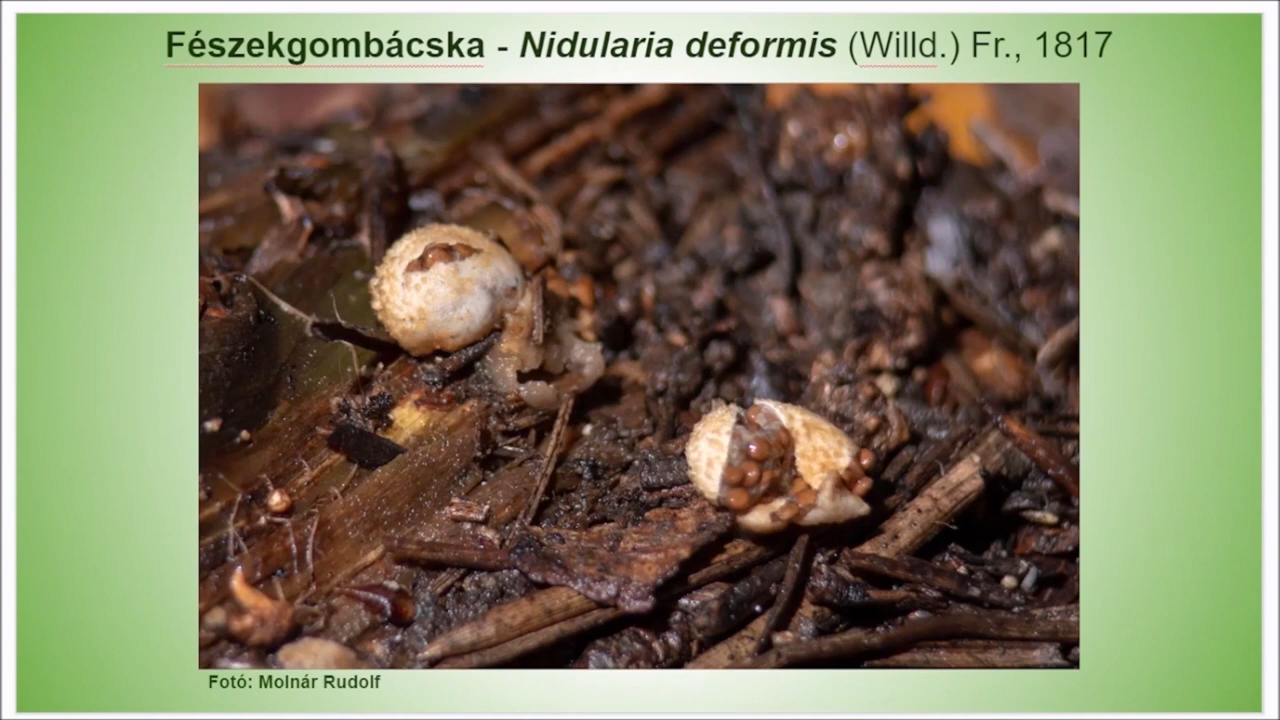 Fészekgombácska - Nidularia deformis (Willd.) Fr., 1817
Fotó: Molnár Rudolf